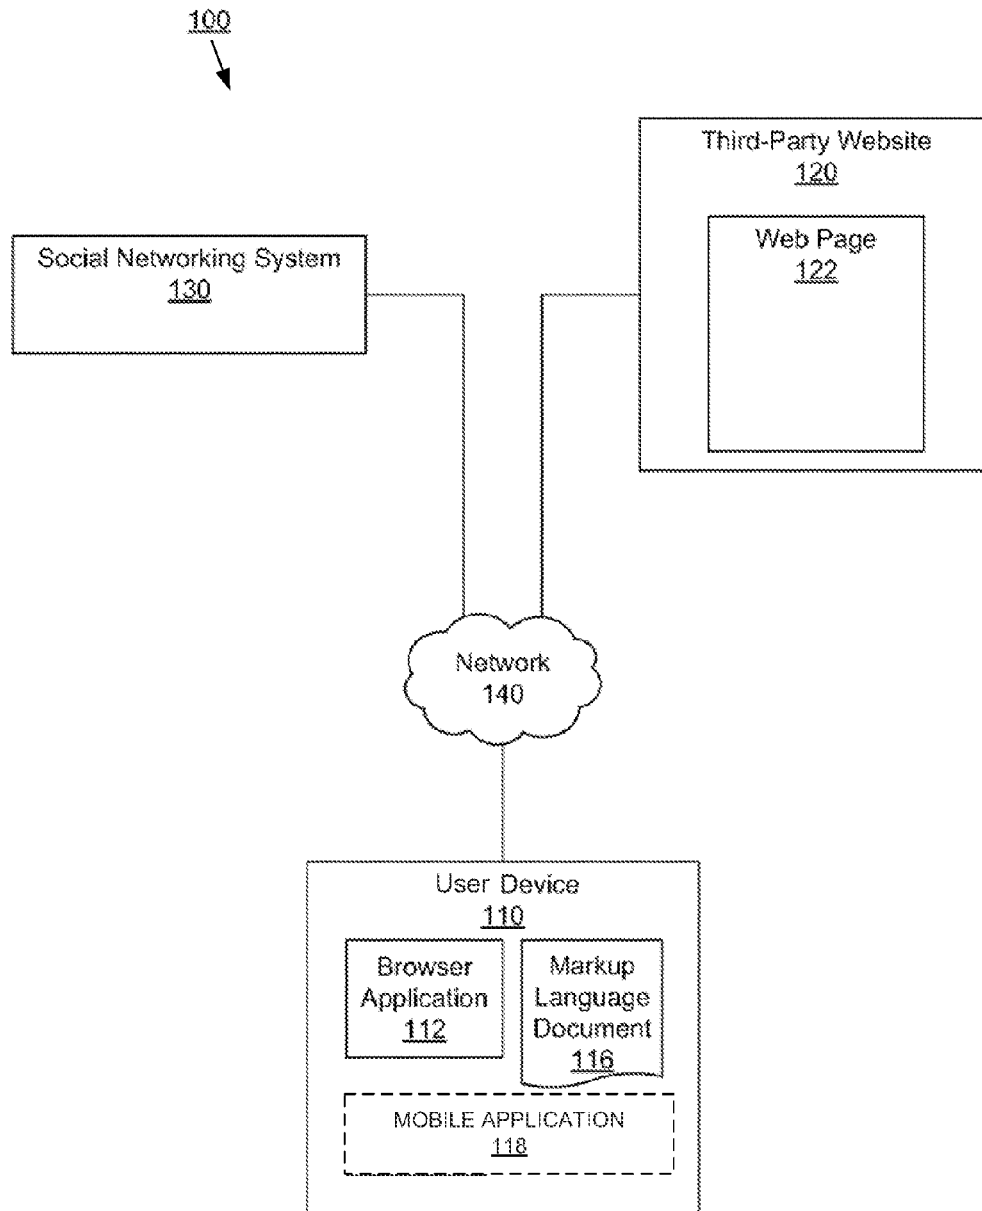 100
Third-Party Website
120
Web Page
122
Social Networking System
130
Network
140
User Device
110
Browser
Application
112
Markup
Language
Document
116
MOBILE APPLICATION
118